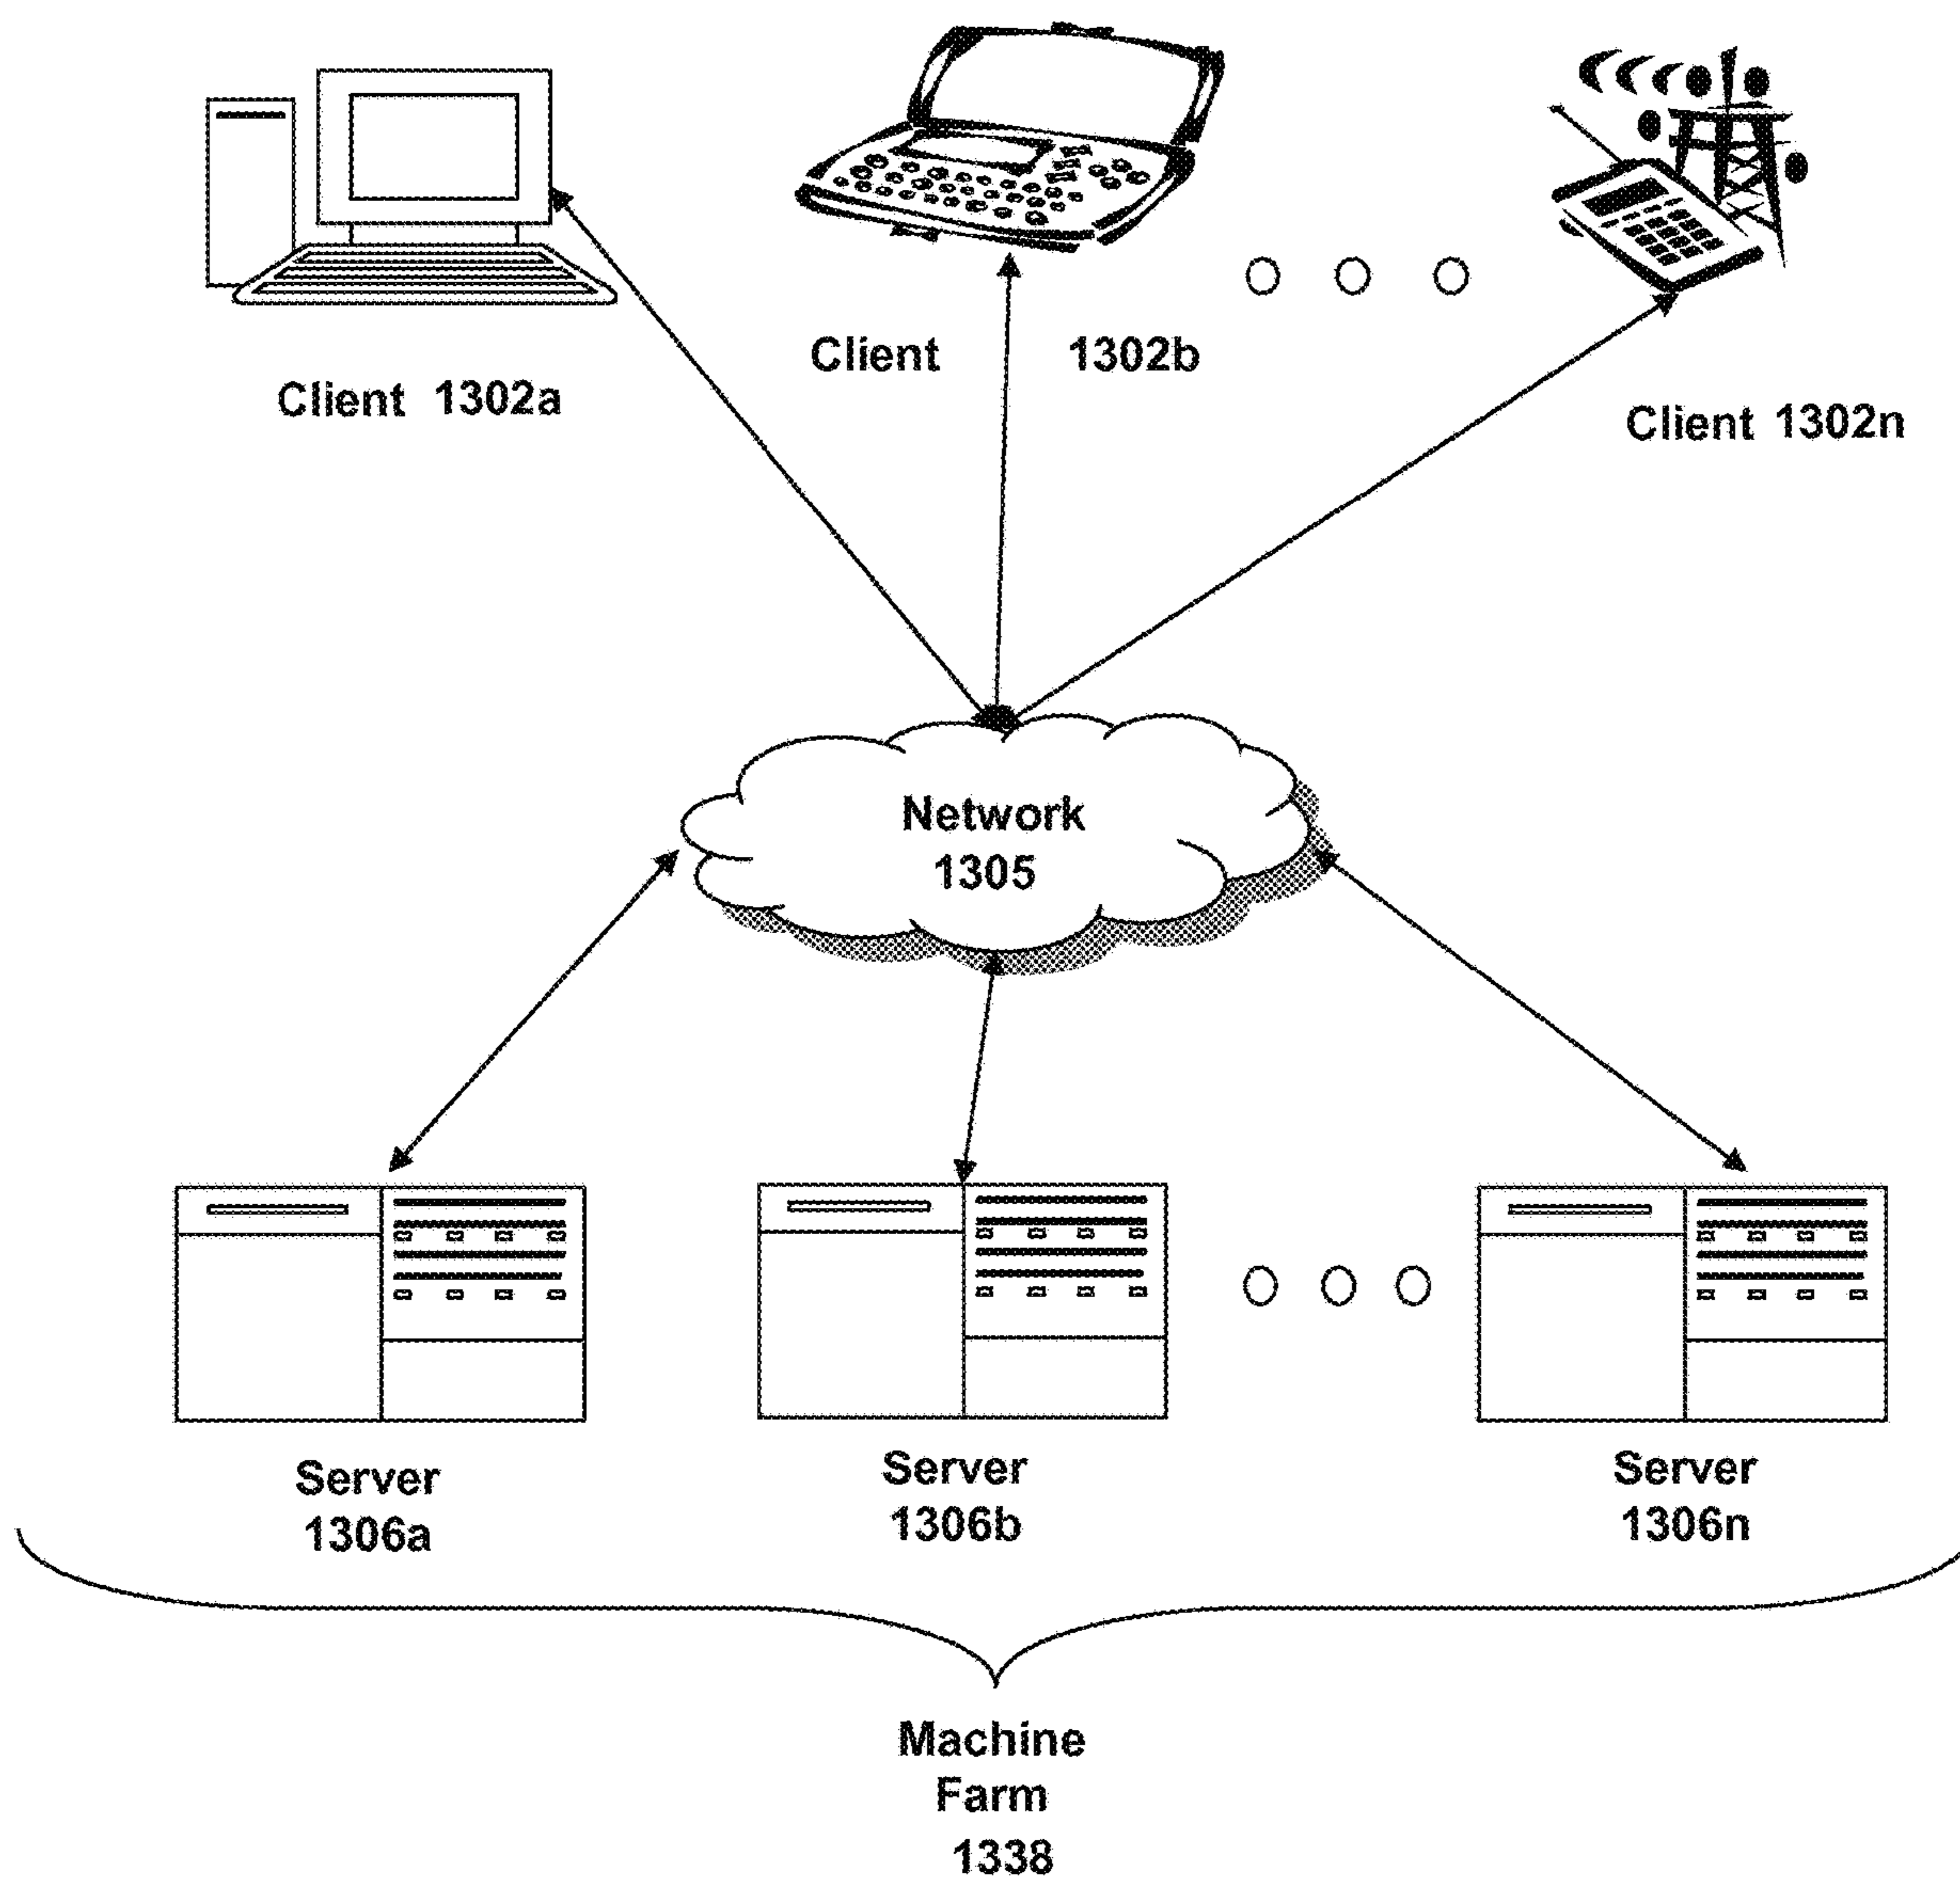 Client 1302a
Client 1302b
Client 1302n
Network
1305
Server
1306a
Server
1306b
Server
1306n
Machine
Farm
1338